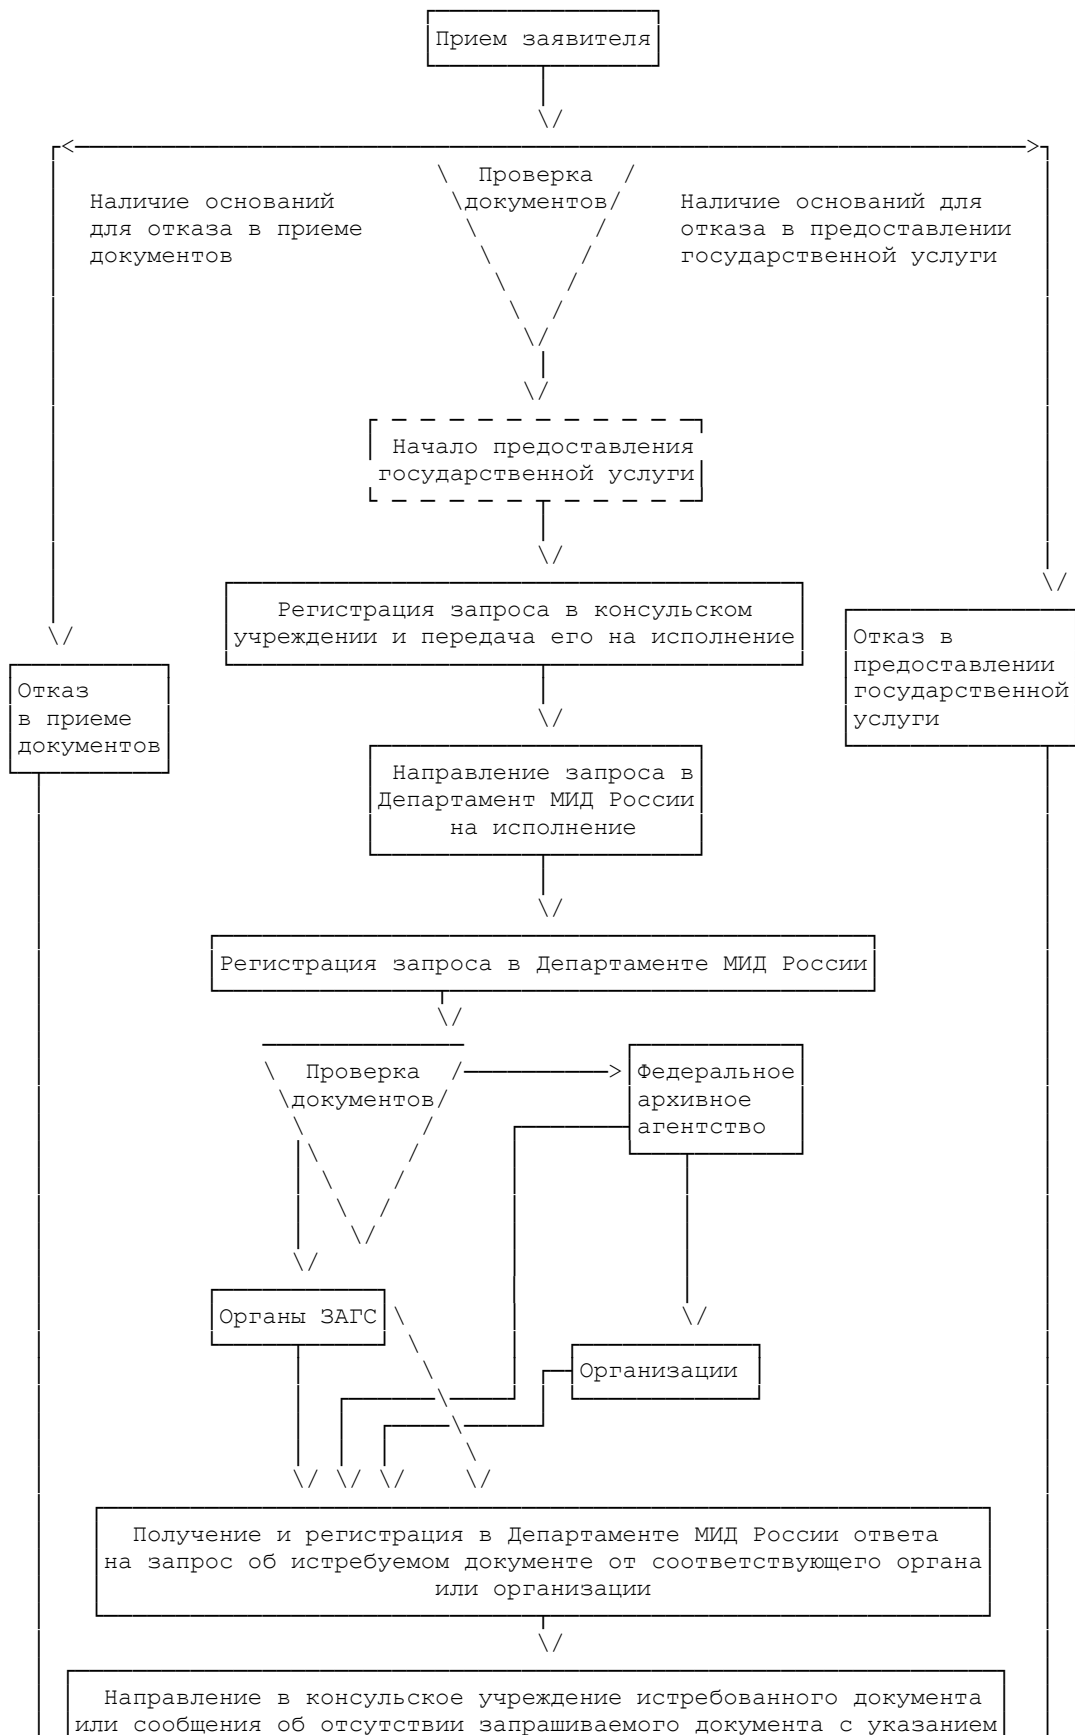 Прием заявителя
Проверка
документов
Наличие оснований
для отказа в приеме
документов
Наличие оснований для
отказа в предоставлении
государственной услуги
Начало предоставления
государственной услуги
Регистрация запроса в консульском
учреждении и передача его на исполнение
Отказ в
предоставлении
государственной
услуги
Отказ
в приеме
документов
Направление запроса в
Департамент МИД России
на исполнение
Регистрация запроса в Департаменте МИД России
Проверка
документов
Федеральное
архивное
агентство
Органы ЗАГС
Организации
Получение и регистрация в Департаменте МИД России ответа
на запрос об истребуемом документе от соответствующего органа
или организации
Направление в консульское учреждение истребованного документа
или сообщения об отсутствии запрашиваемого документа с указанием